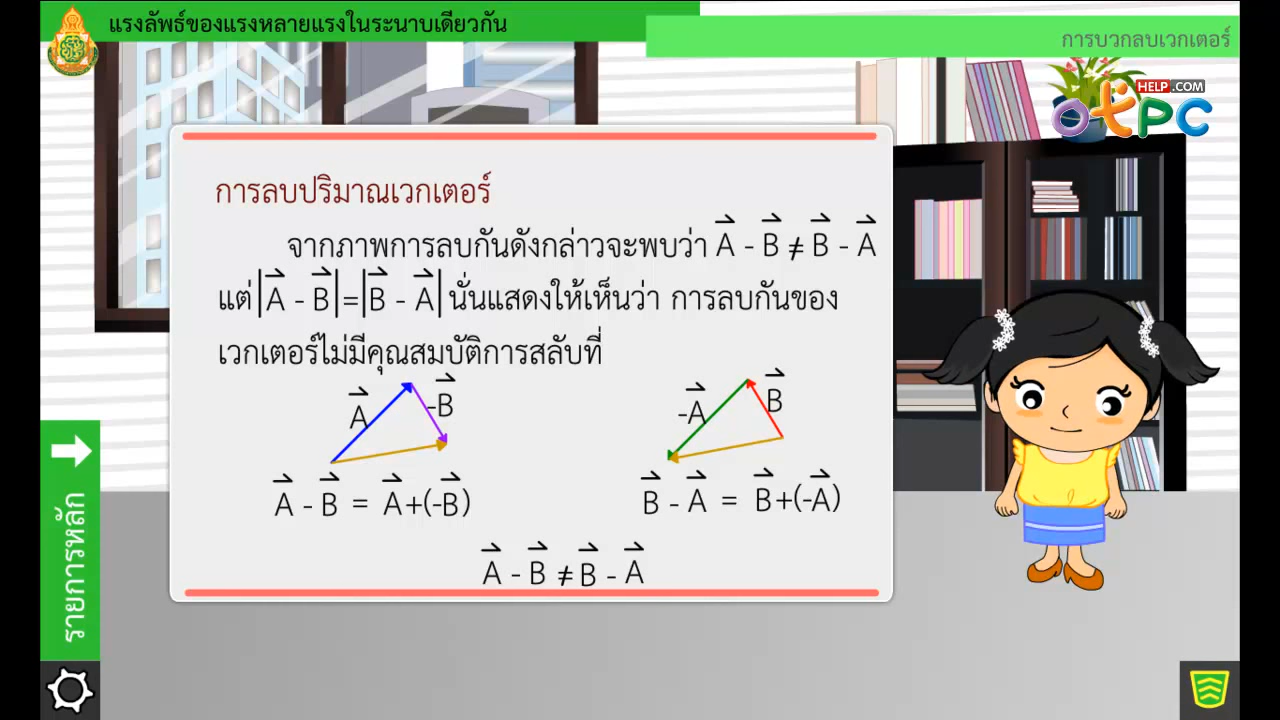 แรงลัพธ์ของแรงหลายแรงในระนาบเดียวกัน
การบวกลบเวกเตอร์
HELP.COM
otPC
การลบปริมาณเวกเตอร์
จากภาพการลบกันดังกล่าวจะพบว่า A⃗ - B⃗ ≠ B⃗ - A⃗
แต่ |A⃗ - B⃗| = |B⃗ - A⃗| นั่นแสดงให้เห็นว่า การลบกันของ
เวกเตอร์ไม่มีคุณสมบัติการสลับที่
A⃗ -B⃗
-A⃗ B⃗
A⃗ - B⃗ = A⃗+(-B⃗)
B⃗ - A⃗ = B⃗+(-A⃗)
A⃗ - B⃗ ≠ B⃗ - A⃗
รายการหลัก